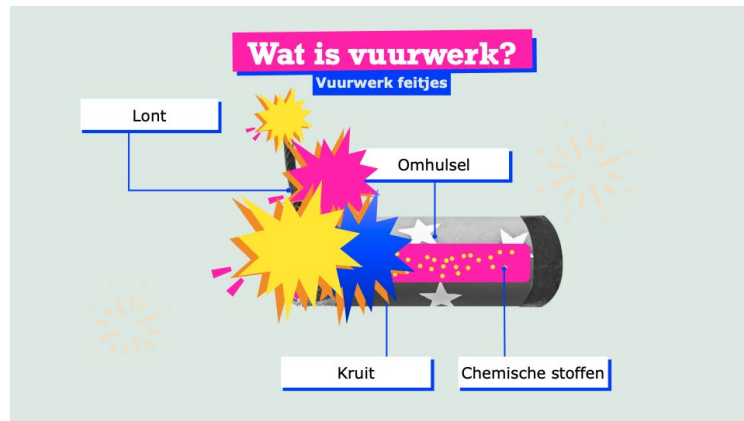 Wat is vuurwerk?
Vuurwerk feitjes
Lont
Omhulsel
Kruit
Chemische stoffen